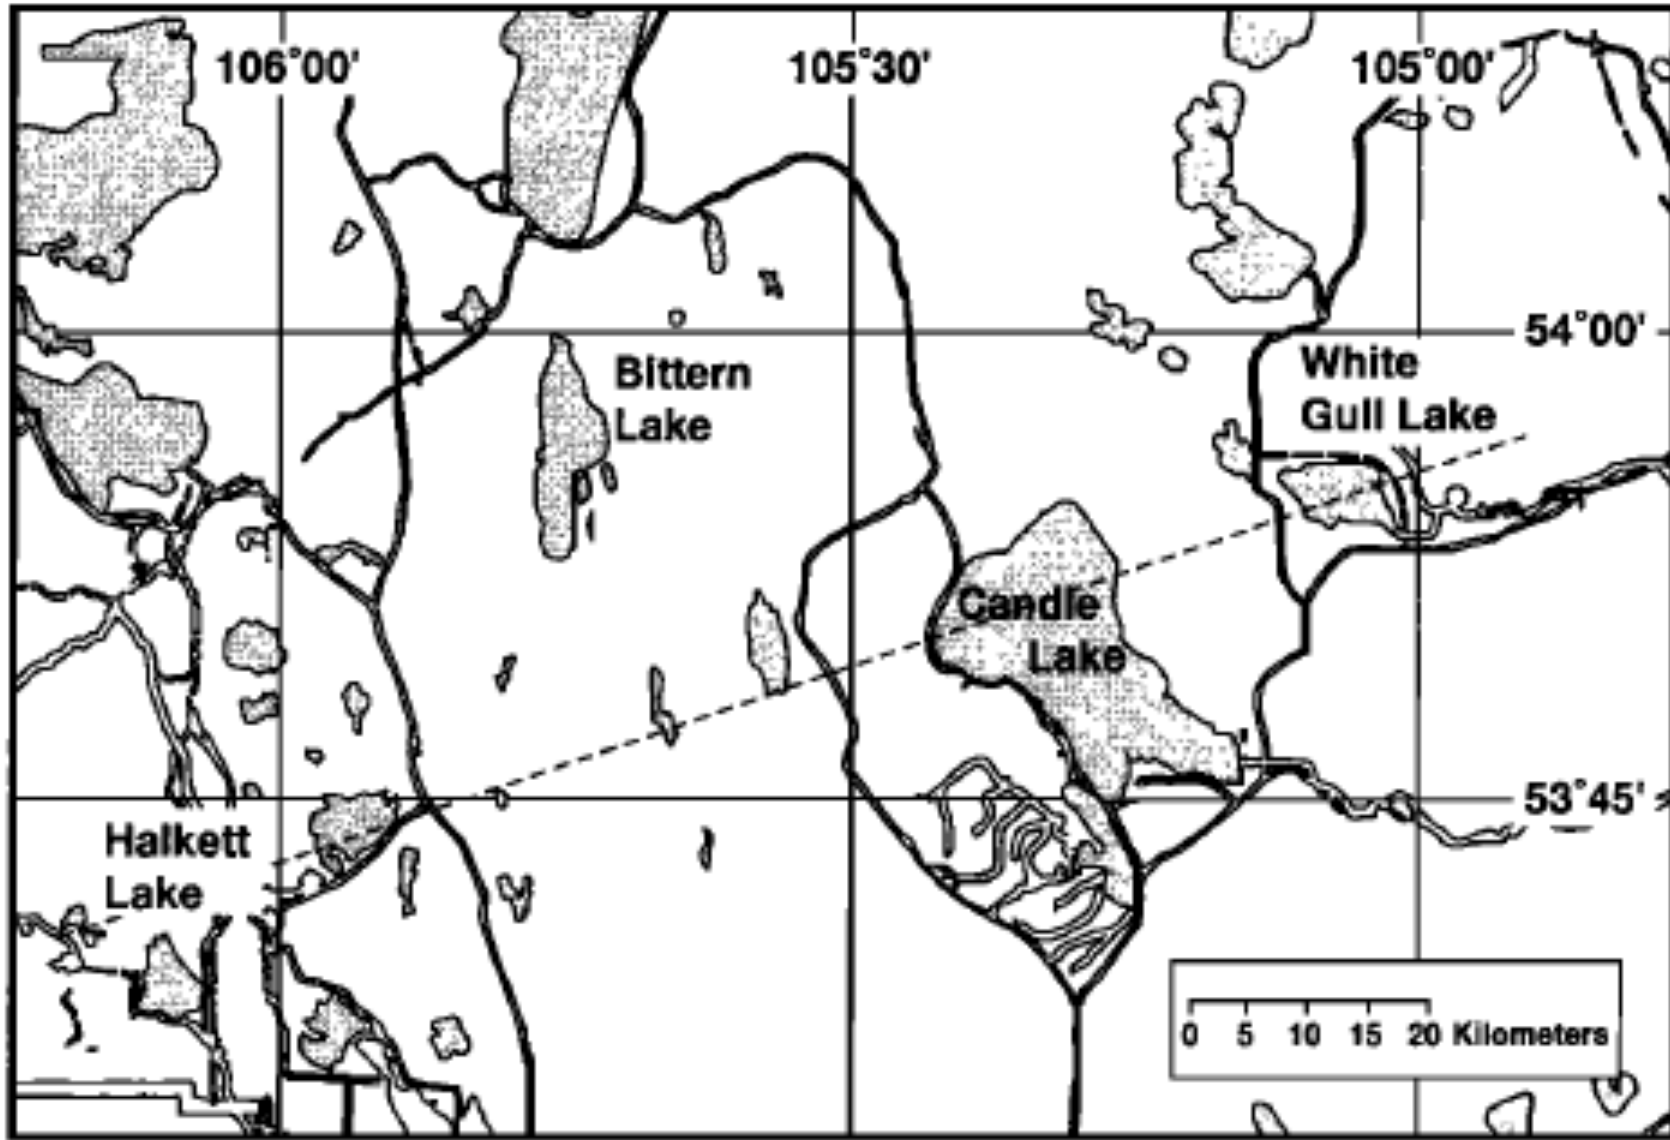 106°00' 105°30' 105°00'
54°00'
Bittern
Lake
White
Gull Lake
Candle
Lake
53°45'
Halkett
Lake
0 5 10 15 20 Kilometers